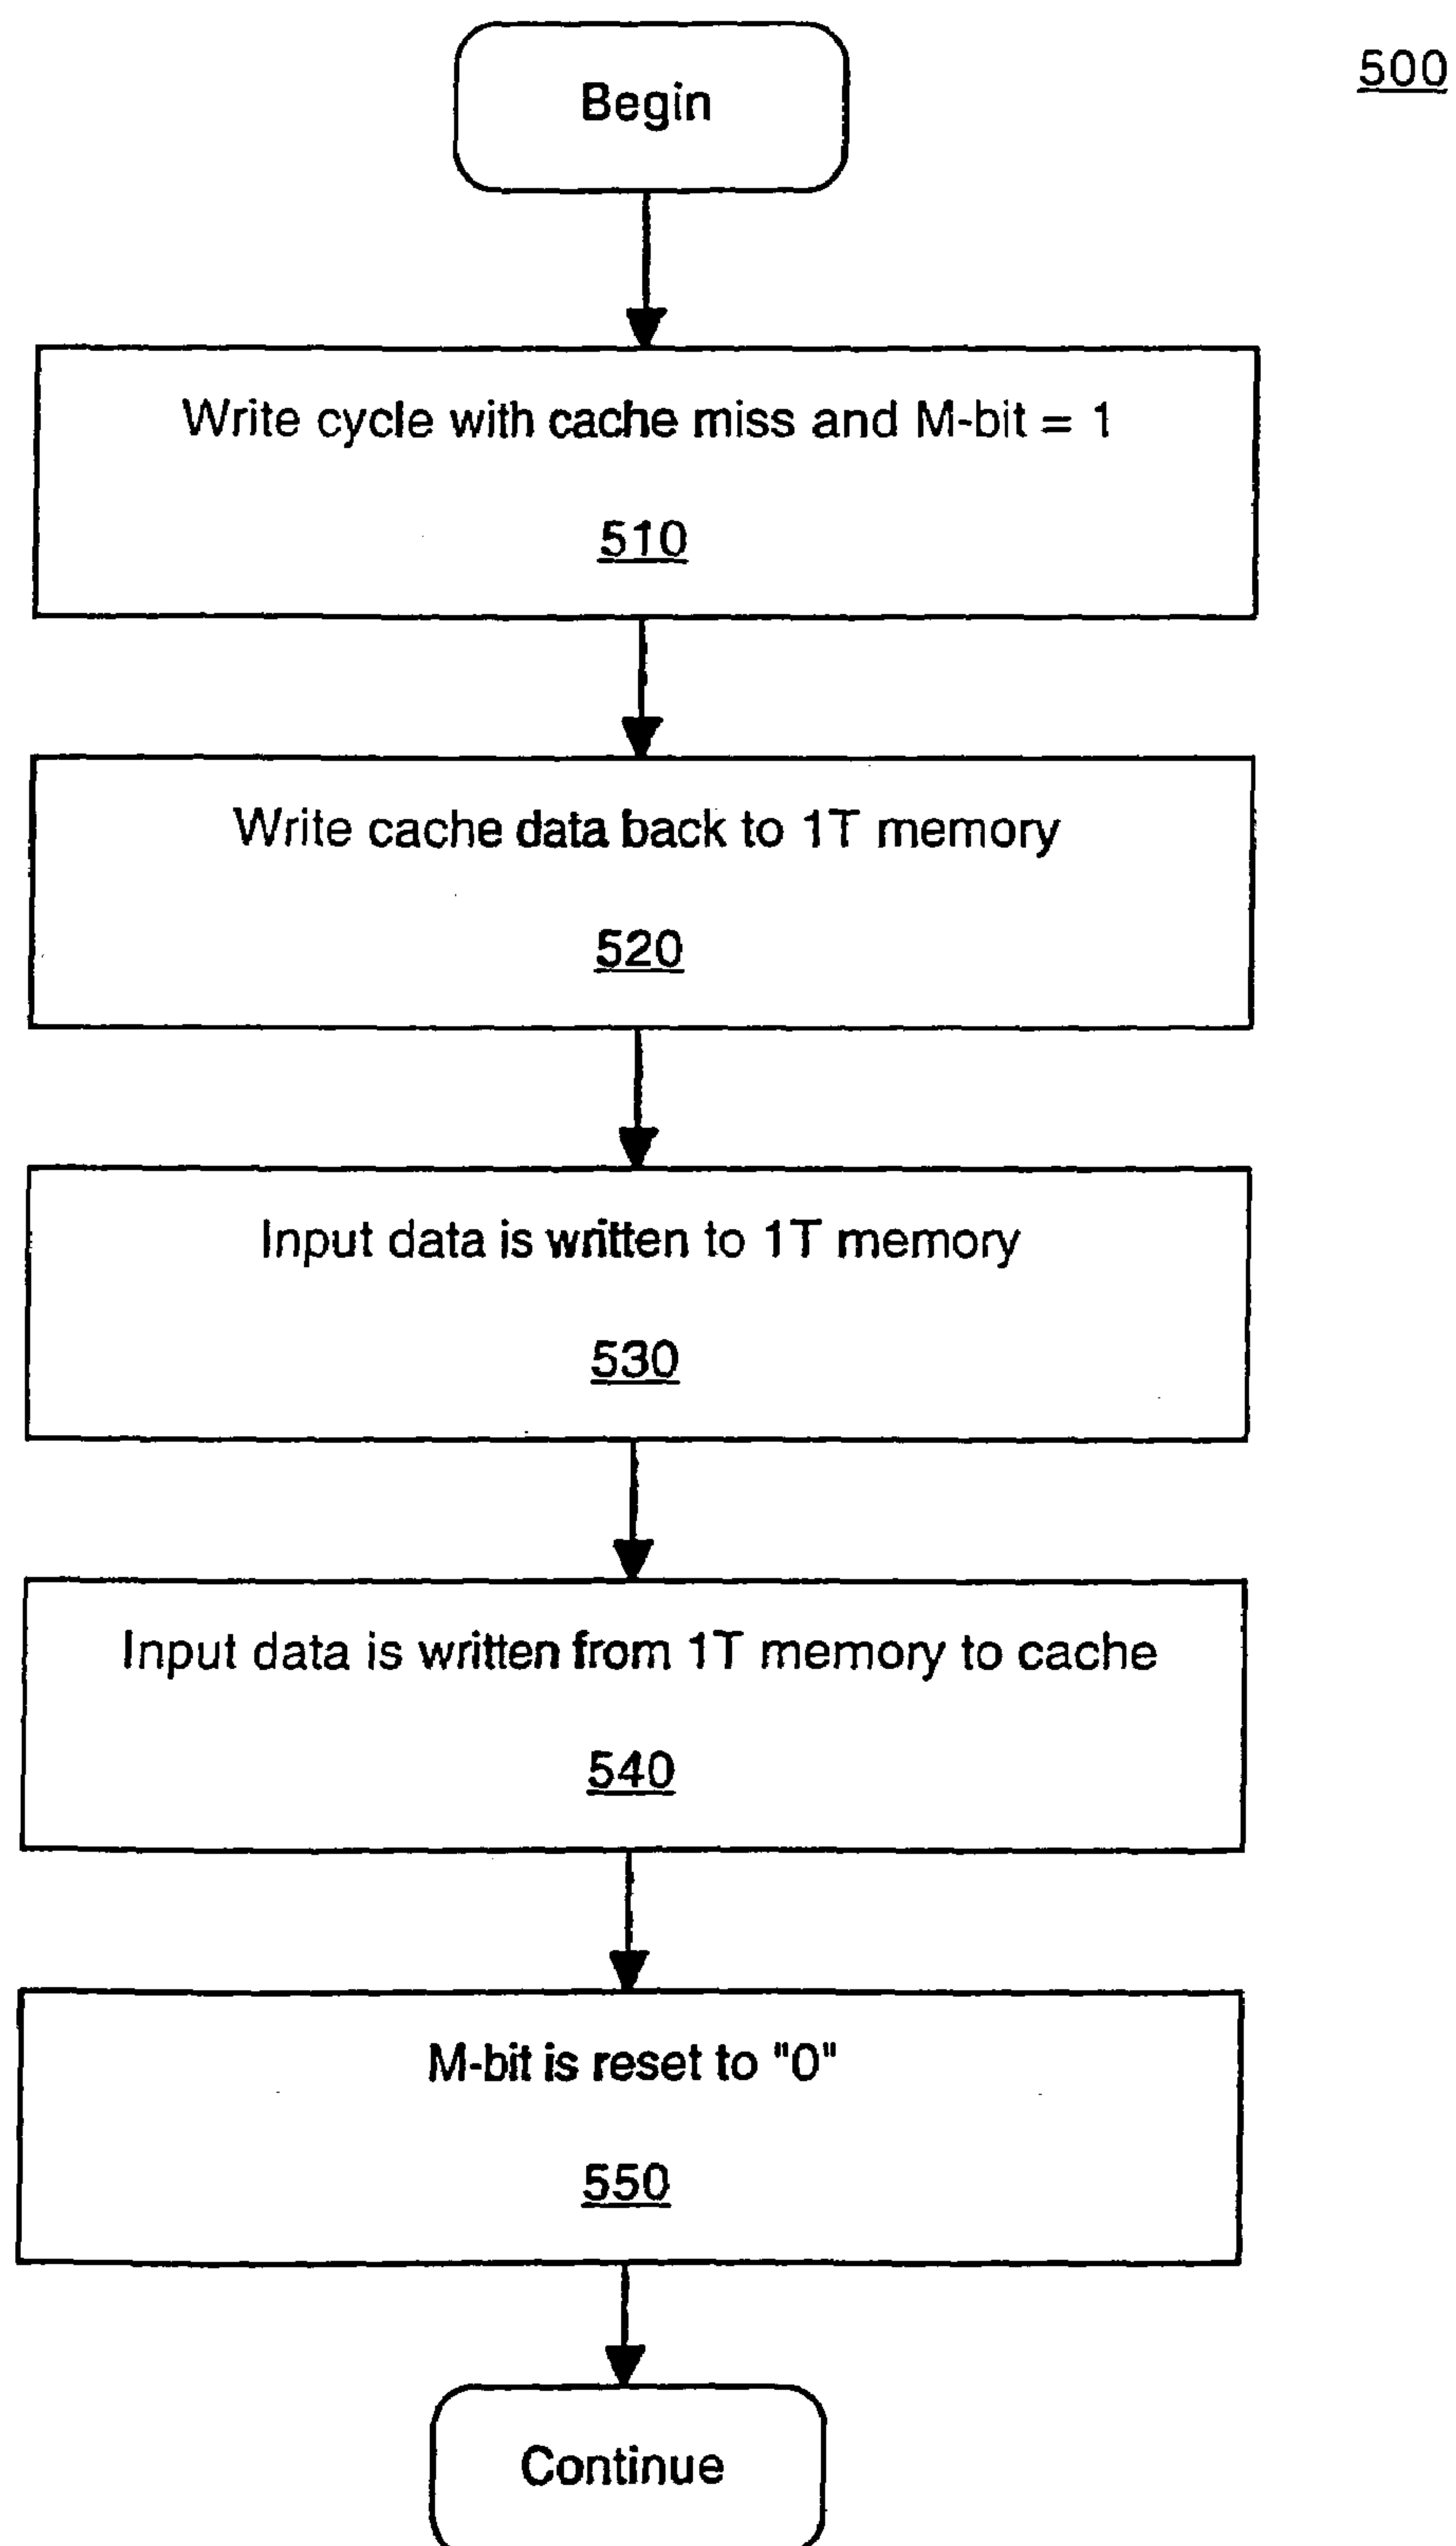 500
Begin
Write cycle with cache miss and M-bit = 1
510
Write cache data back to 1T memory
520
Input data is written to 1T memory
530
Input data is written from 1T memory to cache
540
M-bit is reset to "0"
550
Continue